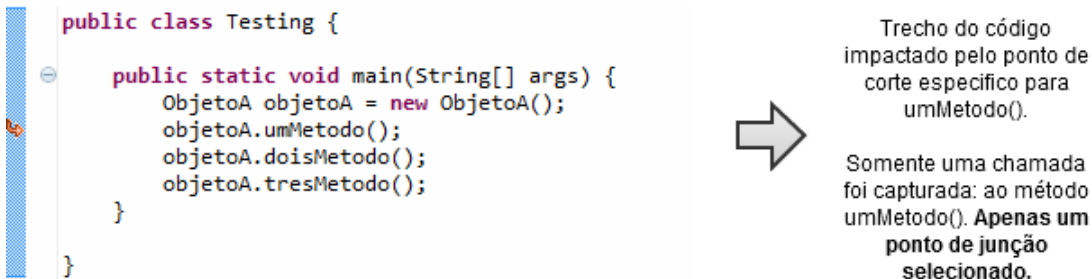 public class Testing {
public static void main(String[] args) {
ObjetoA objetoA = new ObjetoA();
objetoA.umMetodo();
objetoA.doisMetodo();
objetoA.tresMetodo();
}
}
Trecho do código
impactado pelo ponto de
corte especifico para
umMetodo().
Somente uma chamada
foi capturada: ao método
umMetodo(). Apenas um
ponto de junção
selecionado.